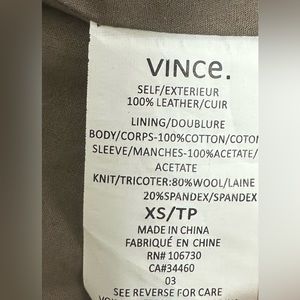 VINCE.
SELF/EXTERIEUR
100% LEATHER/CUIR
LINING/DOUBLURE
BODY/CORPS-100%COTTON/COTON
SLEEVE/MANCHES-100%ACETATE/
ACETATE
KNIT/TRICOTER:80%WOOL/LAINE
20%SPANDEX/SPANDEX
XS/TP
MADE IN CHINA
FABRIQUÉ EN CHINE
RN# 106730
CA#34460
03
SEE REVERSE FOR CARE